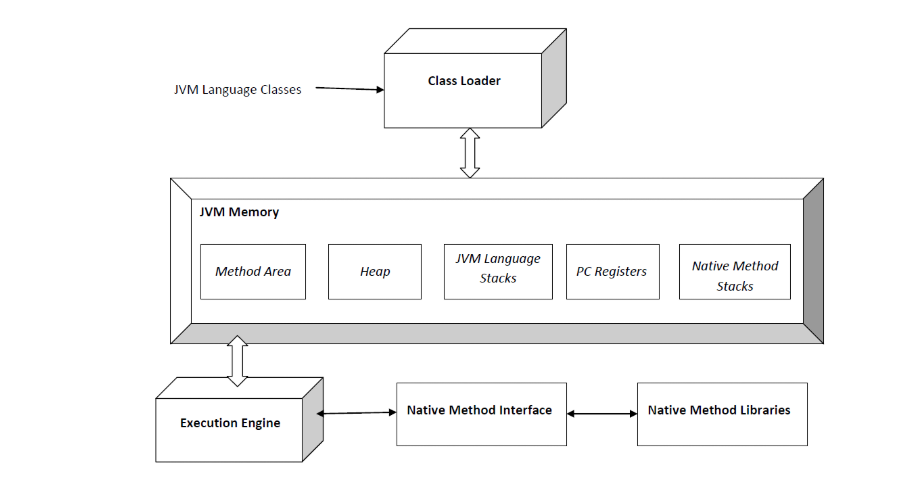 Class Loader
JVM Language Classes
JVM Memory
Method Area
Heap
JVM Language
Stacks
PC Registers
Native Method
Stacks
Execution Engine
Native Method Interface
Native Method Libraries